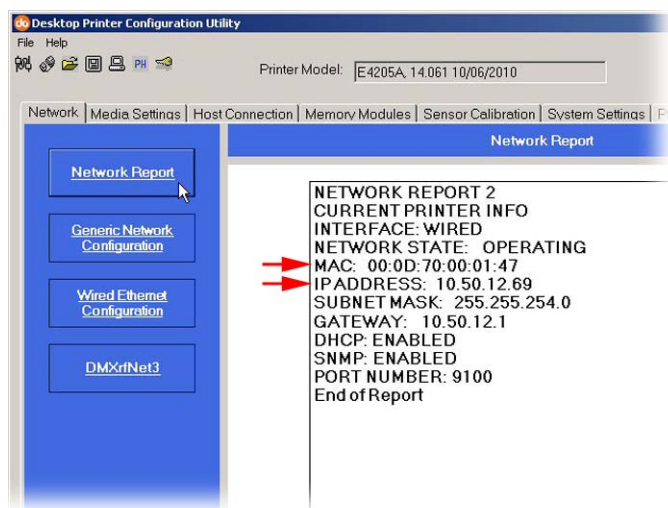 Desktop Printer Configuration Utility
File Help
PH
Printer Model: E4205A, 14.061 10/06/2010
Network Media Settings Host Connection Memory Modules Sensor Calibration System Settings
Network Report
Network Report
Generic Network
Configuration
Wired Ethernet
Configuration
DMXrfNet3
NETWORK REPORT 2
CURRENT PRINTER INFO
INTERFACE: WIRED
NETWORK STATE: OPERATING
MAC: 00:0D:70:00:01:47
IP ADDRESS: 10.50.12.69
SUBNET MASK: 255.255.254.0
GATEWAY: 10.50.12.1
DHCP: ENABLED
SNMP: ENABLED
PORT NUMBER: 9100
End of Report